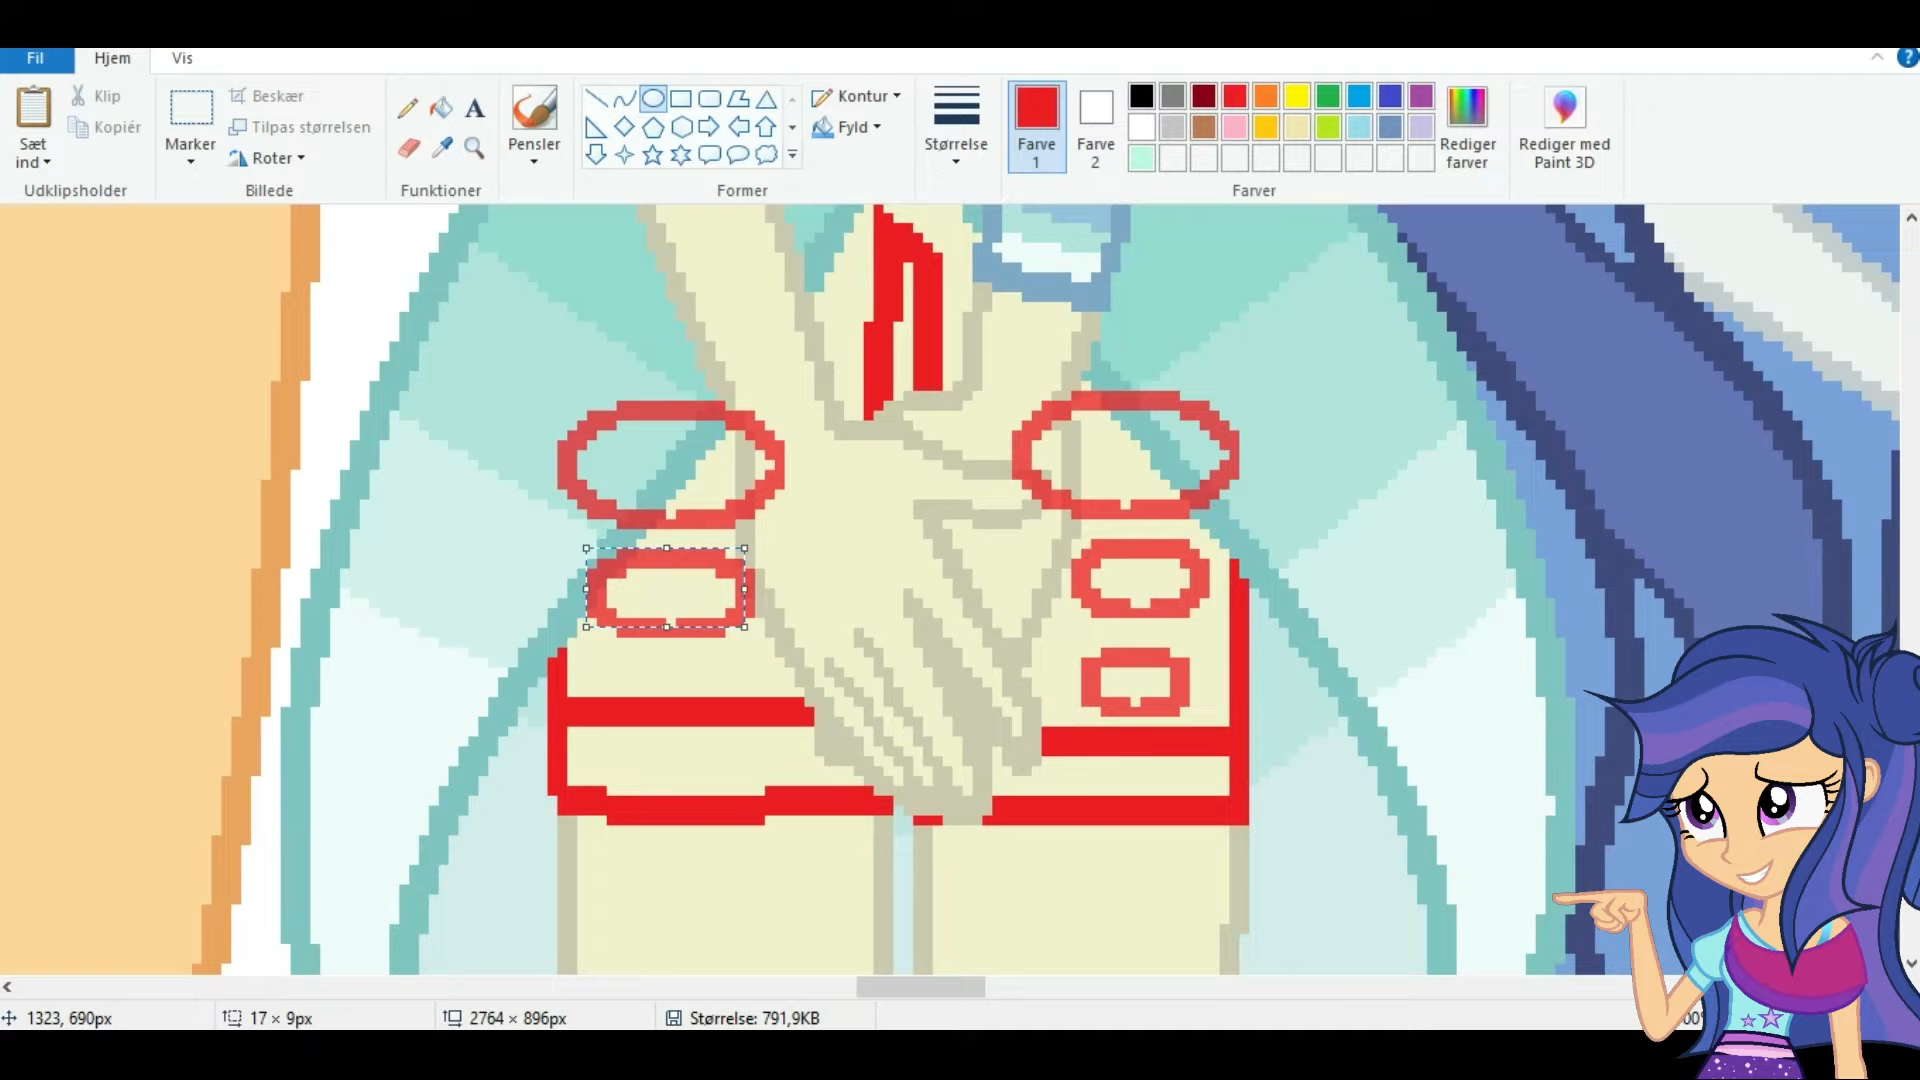 Fil Hjem Vis
Sæt ind
Klip
Kopiér
Udklipsholder
Marker
Beskær
Tilpas størrelsen
Roter
Billede
A
Funktioner
Pensler
Kontur
Fyld
Former
Størrelse
Farve 1
Farve 2
Rediger farver
Farver
Rediger med Paint 3D
?
1323, 690px
17 × 9px
2764 × 896px
Størrelse: 791,9KB